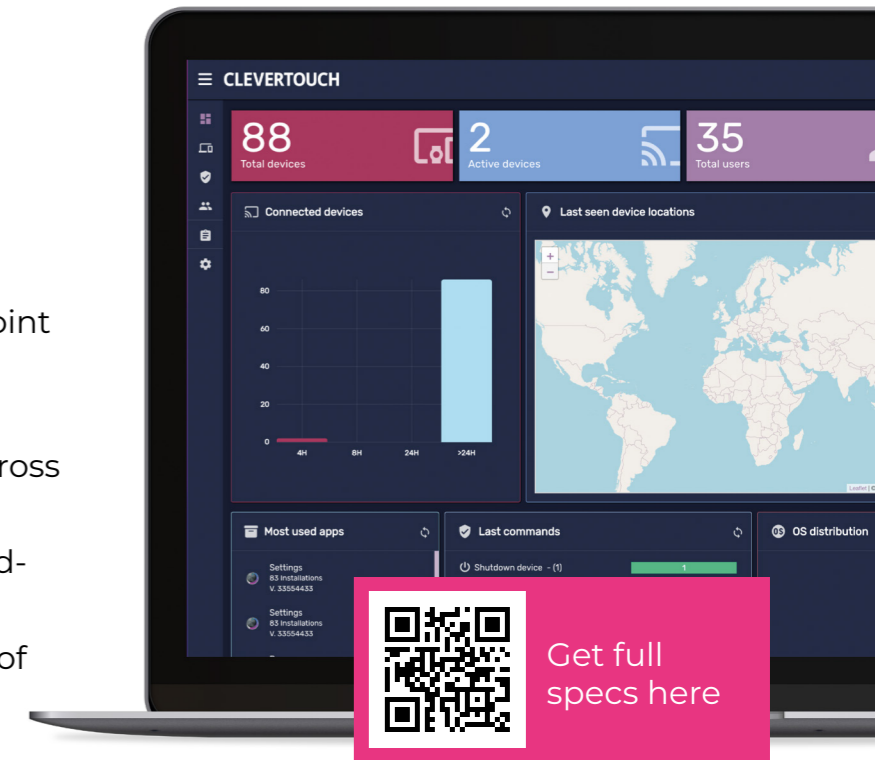 oint
ross
d-
of
CLEVERTOUCH
88
Total devices
2
Active devices
35
Total users
Connected devices
80
60
40
20
0
4H 8H 24H >24H
Last seen device locations
+
−
Leaflet | ©
Most used apps
Settings
83 Installations
V. 33554433
Settings
83 Installations
V. 33554433
Last commands
Shutdown device - (1)
1
OS
OS distribution
Get full
specs here